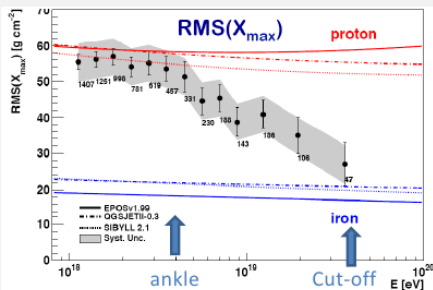 RMS(Xmax)
proton
RMS(Xmax) [g cm-2]
70
60
50
40
30
20
10
0
1407
1251
998
781
619
457
331
230
188
143
186
106
47
EPOSv1.99
QGSJETII-0.3
SIBYLL 2.1
Syst. Unc.
iron
10^18
10^19
10^20
E [eV]
ankle
Cut-off